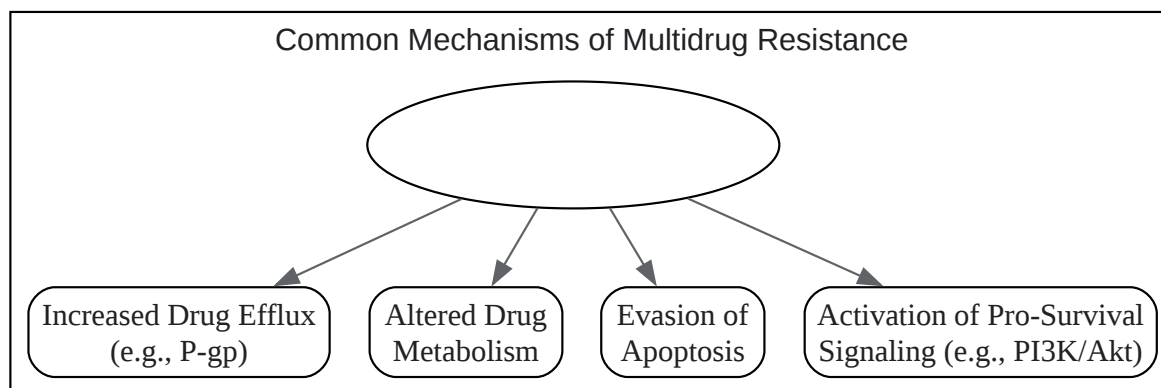 Common Mechanisms of Multidrug Resistance
Increased Drug Efflux
(e.g., P-gp)
Altered Drug
Metabolism
Evasion of
Apoptosis
Activation of Pro-Survival
Signaling (e.g., PI3K/Akt)